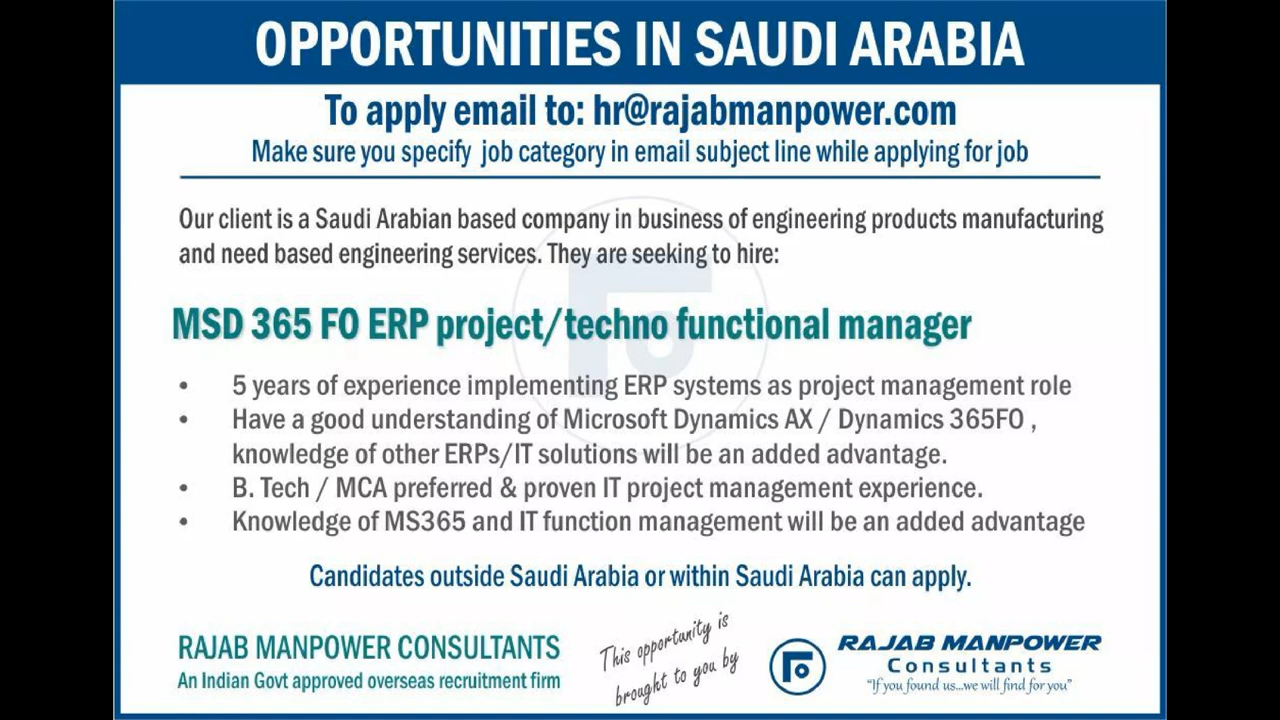 OPPORTUNITIES IN SAUDI ARABIA
To apply email to: hr@rajabmanpower.com
Make sure you specify job category in email subject line while applying for job
Our client is a Saudi Arabian based company in business of engineering products manufacturing
and need based engineering services. They are seeking to hire:
MSD 365 FO ERP project/techno functional manager
• 5 years of experience implementing ERP systems as project management role
• Have a good understanding of Microsoft Dynamics AX / Dynamics 365FO ,
knowledge of other ERPs/IT solutions will be an added advantage.
• B. Tech / MCA preferred & proven IT project management experience.
• Knowledge of MS365 and IT function management will be an added advantage
Candidates outside Saudi Arabia or within Saudi Arabia can apply.
RAJAB MANPOWER CONSULTANTS
An Indian Govt approved overseas recruitment firm
This opportunity is
brought to you by
RAJAB MANPOWER
Consultants
"If you found us...we will find for you"